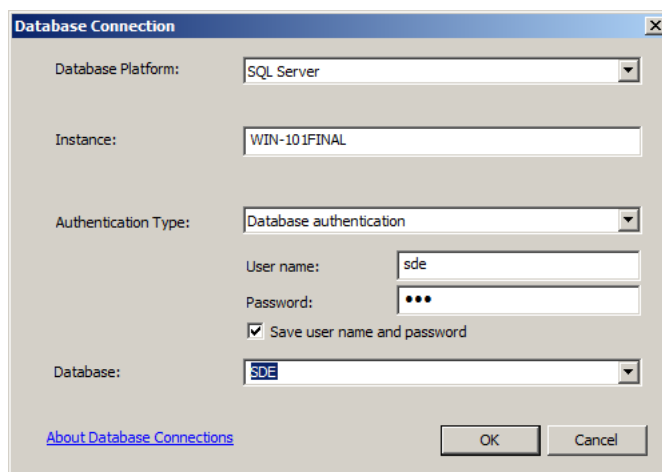 Database Connection
Database Platform: SQL Server
Instance: WIN-101FINAL
Authentication Type: Database authentication
User name: sde
Password: •••
Save user name and password
Database: SDE
About Database Connections OK Cancel